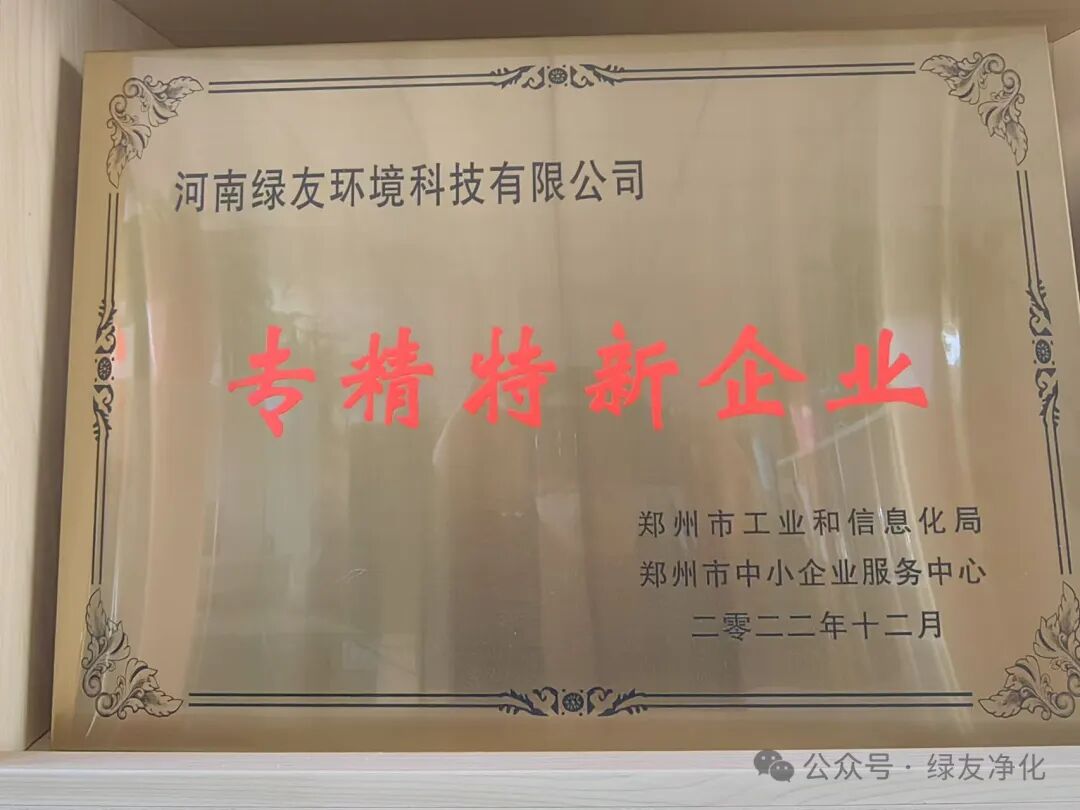 河南绿友环境科技有限公司
专精特新企业
郑州市工业和信息化局
郑州市中小企业服务中心
二零二二年十二月
公众号·绿友净化